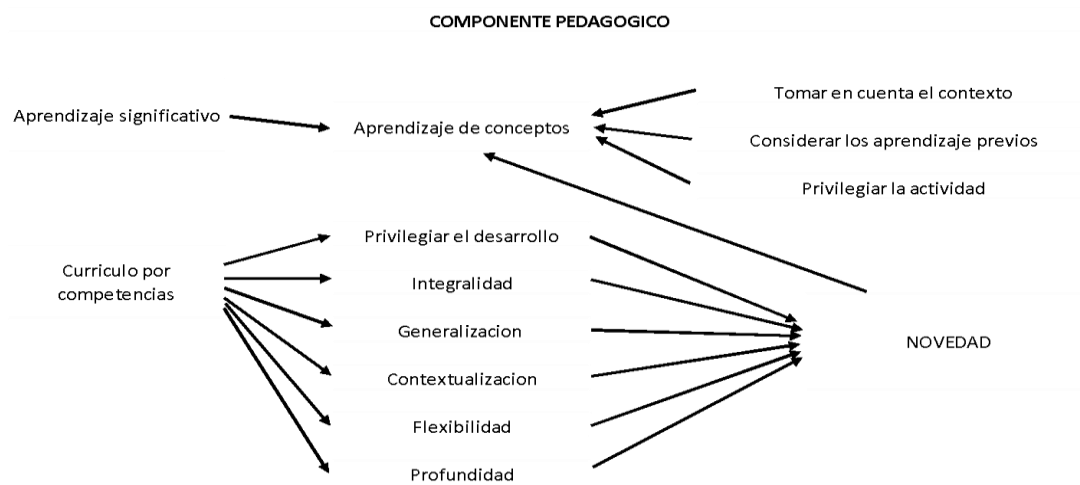 COMPONENTE PEDAGOGICO
Aprendizaje significativo
Aprendizaje de conceptos
Tomar en cuenta el contexto
Considerar los aprendizaje previos
Privilegiar la actividad
Curriculo por
competencias
Privilegiar el desarrollo
Integralidad
Generalizacion
Contextualizacion
Flexibilidad
Profundidad
NOVEDAD